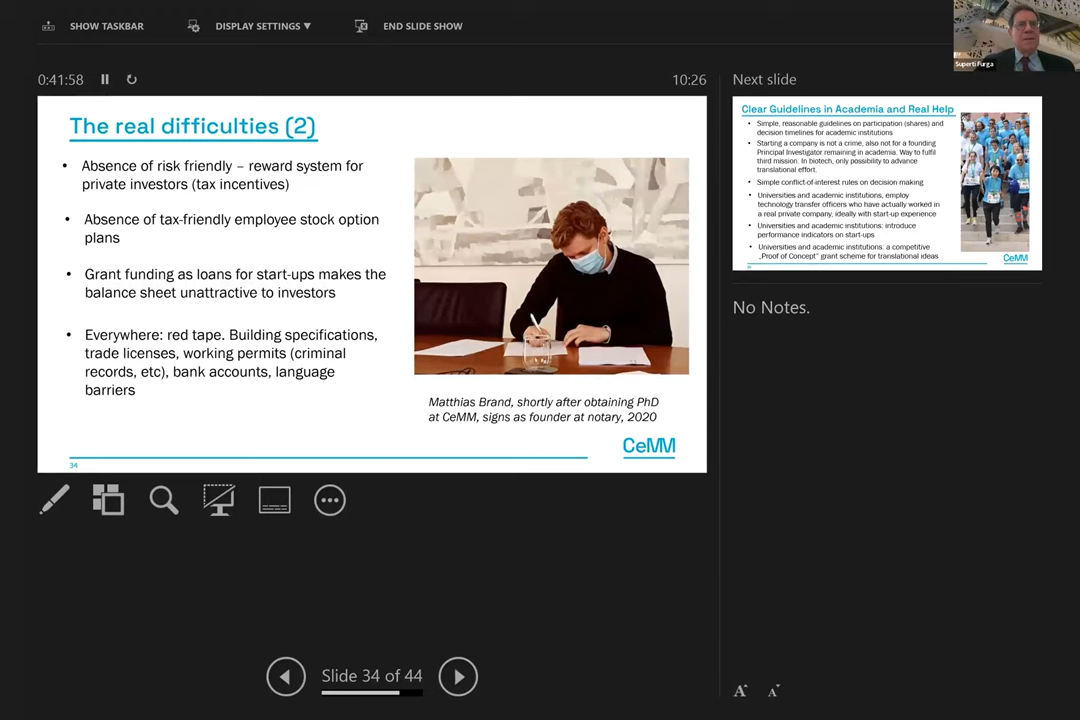 SHOW TASKBAR
DISPLAY SETTINGS ▼
END SLIDE SHOW
Superti Furga
0:41:58
10:26
Next slide
The real difficulties (2)
• Absence of risk friendly – reward system for
private investors (tax incentives)
• Absence of tax-friendly employee stock option
plans
• Grant funding as loans for start-ups makes the
balance sheet unattractive to investors
• Everywhere: red tape. Building specifications,
trade licenses, working permits (criminal
records, etc), bank accounts, language
barriers
Matthias Brand, shortly after obtaining PhD
at CeMM, signs as founder at notary, 2020
CeMM
34
Clear Guidelines in Academia and Real Help
• Simple, reasonable guidelines on participation (shares) and
decision timelines for academic institutions
• Starting a company is not a crime, also not for a founding
Principal Investigator remaining in academia. Way to fulfil
third mission. In biotech, only possibility to advance
translational effort.
• Simple conflict-of-interest rules on decision making
• Universities and academic institutions, employ
technology transfer officers who have actually worked in
a real private company, ideally with start-up experience
• Universities and academic institutions: introduce
performance indicators on start-ups
• Universities and academic institutions: a competitive
„Proof of Concept" grant scheme for translational ideas
CeMM
No Notes.
Slide 34 of 44
A A